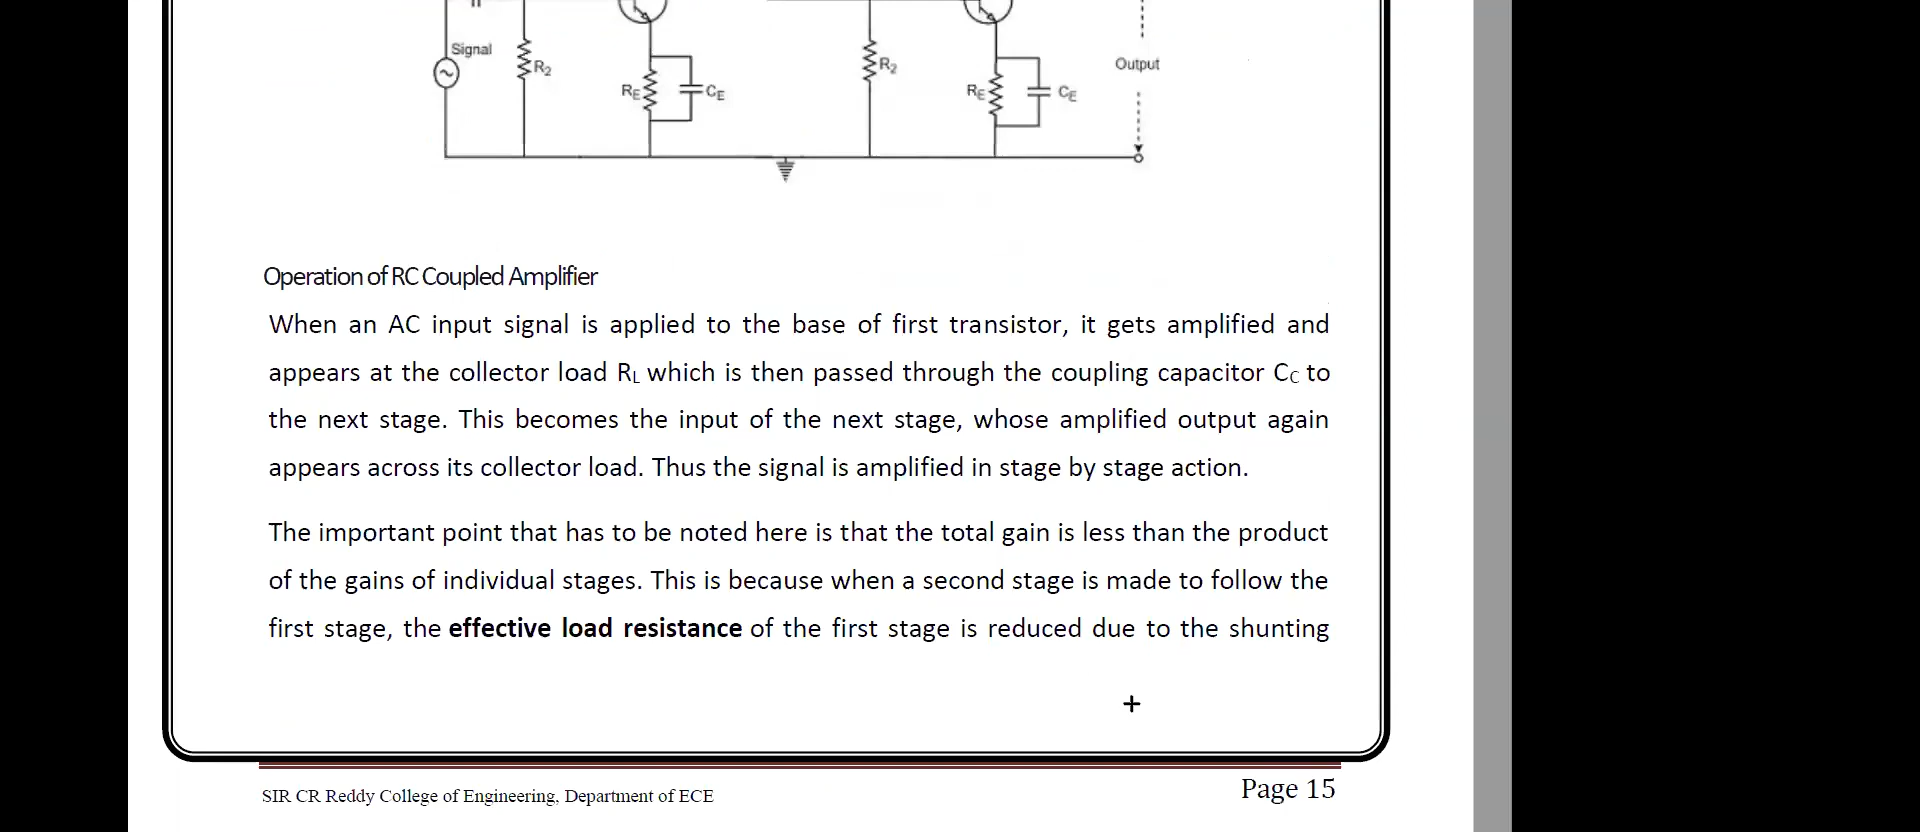 Signal
R2
RE
CE
R2
RE
CE
Output
Operation of RC Coupled Amplifier
When an AC input signal is applied to the base of first transistor, it gets amplified and
appears at the collector load RL which is then passed through the coupling capacitor CC to
the next stage. This becomes the input of the next stage, whose amplified output again
appears across its collector load. Thus the signal is amplified in stage by stage action.
The important point that has to be noted here is that the total gain is less than the product
of the gains of individual stages. This is because when a second stage is made to follow the
first stage, the effective load resistance of the first stage is reduced due to the shunting
SIR CR Reddy College of Engineering, Department of ECE
Page 15